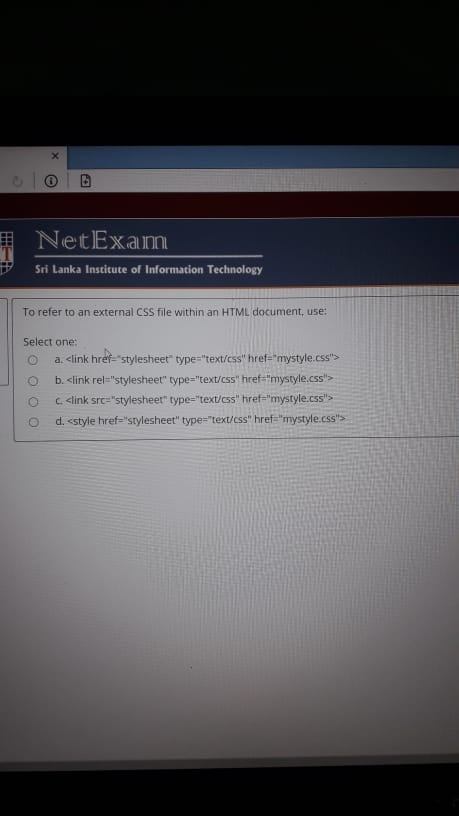 NetExam
Sri Lanka Institute of Information Technology
To refer to an external CSS file within an HTML document, use:
Select one:
a. <link href="stylesheet" type="text/css" href="mystyle.css">
b. <link rel="stylesheet" type="text/css" href="mystyle.css">
c. <link src="stylesheet" type="text/css" href="mystyle.css">
d. <style href="stylesheet" type="text/css" href="mystyle.css">